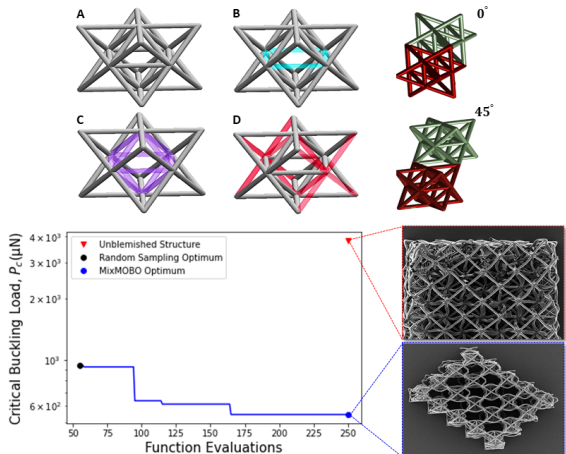 A
B
0°
C
D
45°
Critical Buckling Load, P_c(μN)
4 × 10³
3 × 10³
2 × 10³
10³
6 × 10²
Unblemished Structure
Random Sampling Optimum
MixMOBO Optimum
50
75
100
125
150
175
200
225
250
Function Evaluations